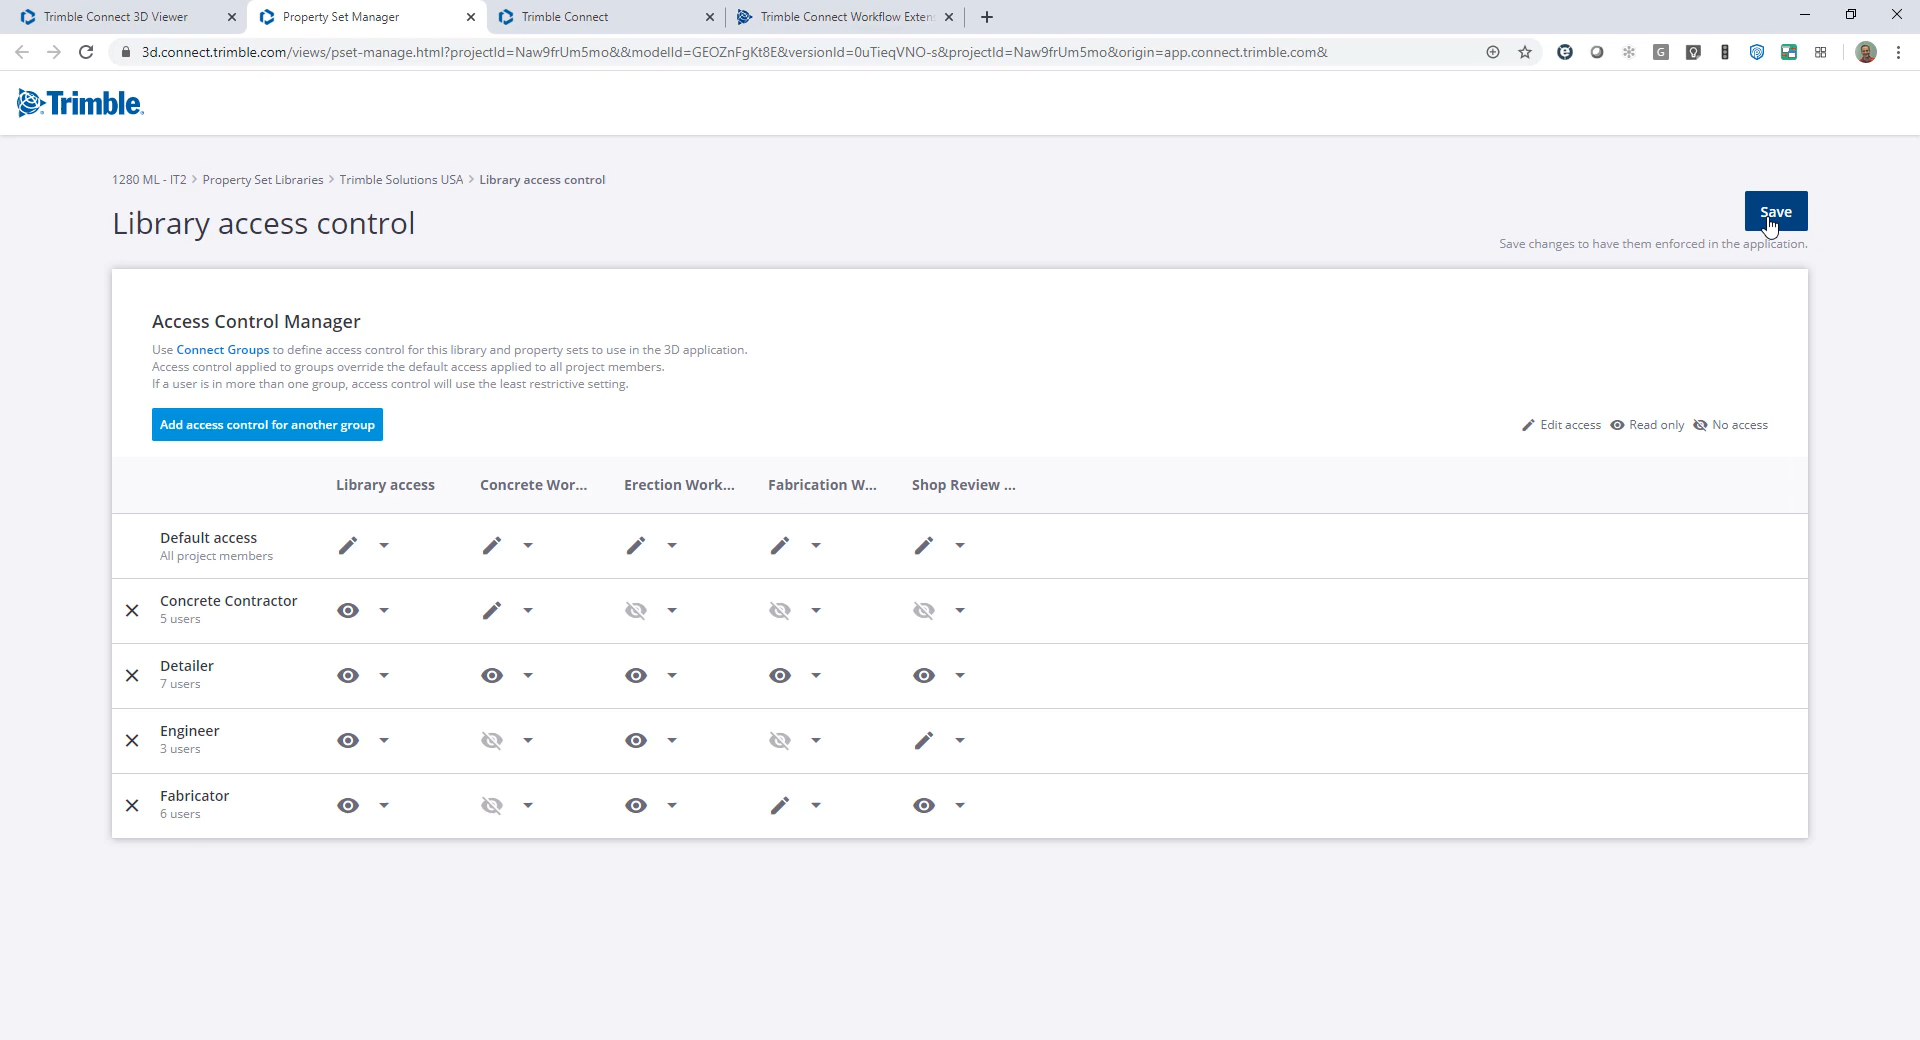 Trimble Connect 3D Viewer
Property Set Manager
Trimble Connect
Trimble Connect Workflow Exten
3d.connect.trimble.com/views/pset-manage.html?projectId=Naw9frUm5mo&&modelId=GEOZnFgKt8E&versionId=0uTieqVNO-s&projectId=Naw9frUm5mo&origin=app.connect.trimble.com&
Trimble.
1280 ML - IT2 > Property Set Libraries > Trimble Solutions USA > Library access control
Library access control
Save
Save changes to have them enforced in the application.
Access Control Manager
Use Connect Groups to define access control for this library and property sets to use in the 3D application.
Access control applied to groups override the default access applied to all project members.
If a user is in more than one group, access control will use the least restrictive setting.
Add access control for another group
Edit access Read only No access
Library access Concrete Wor... Erection Work... Fabrication W... Shop Review ...
Default access
All project members
Concrete Contractor
5 users
Detailer
7 users
Engineer
3 users
Fabricator
6 users